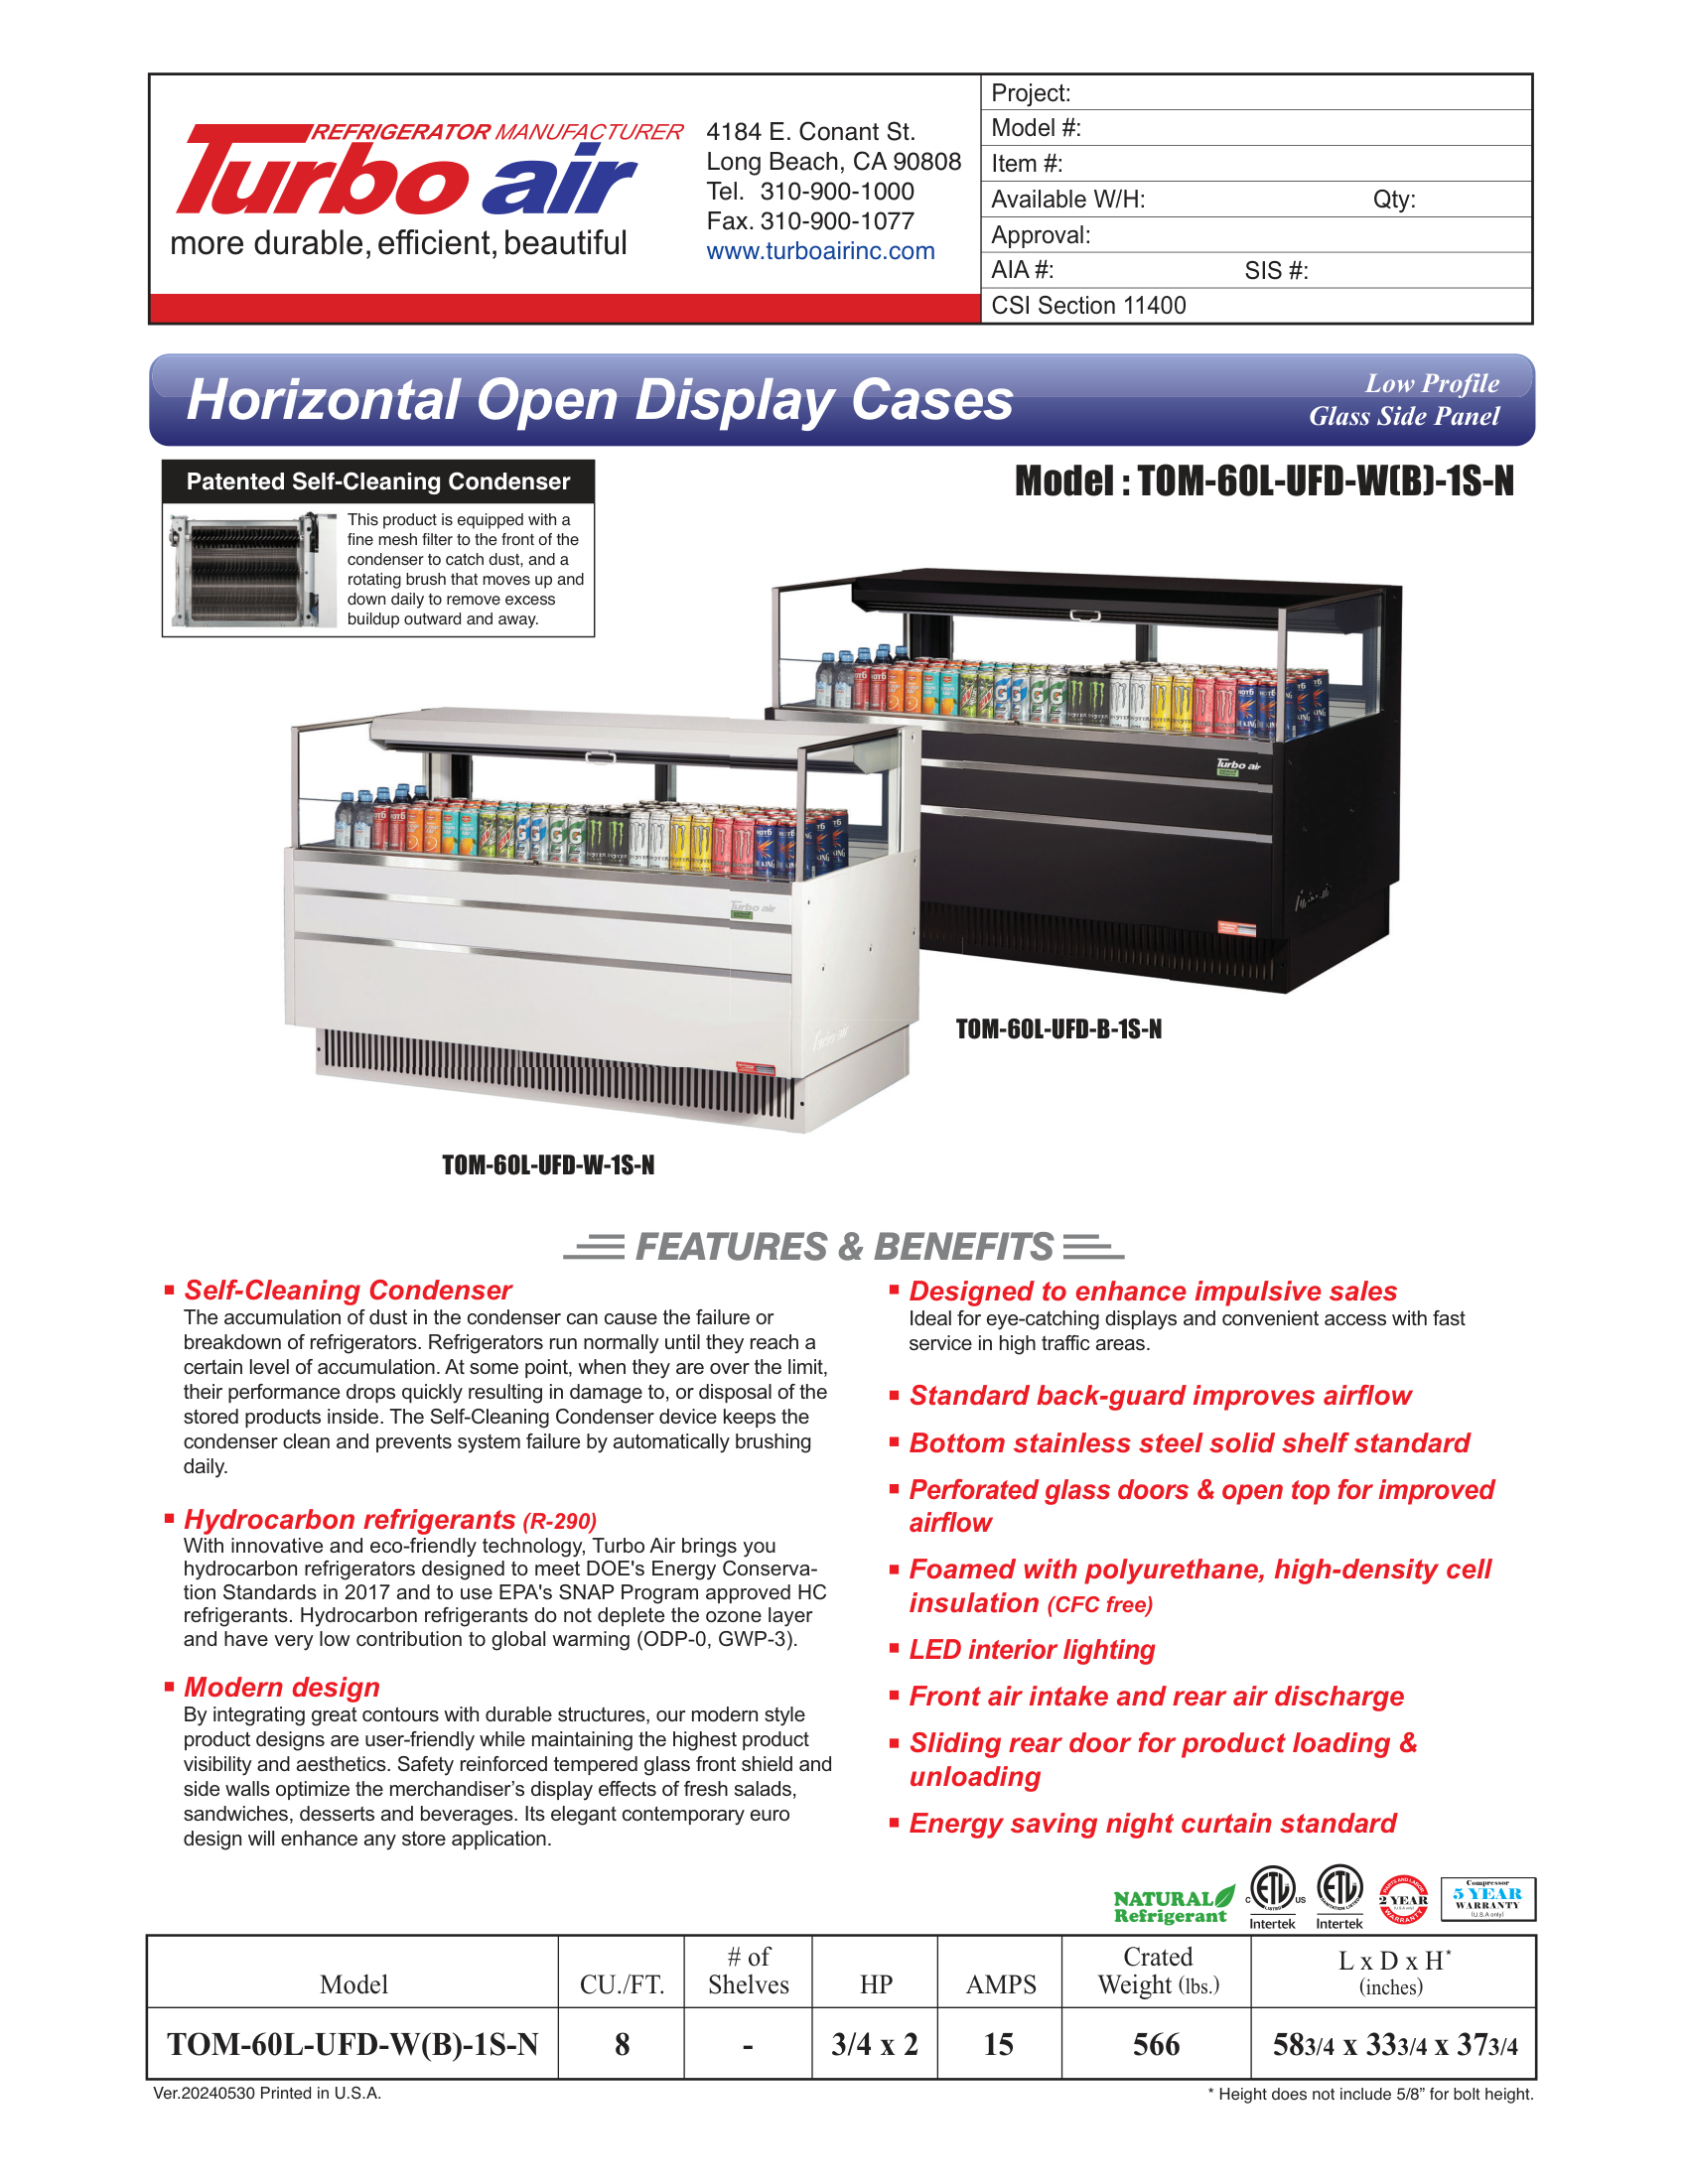 REFRIGERATOR MANUFACTURER
Turbo air
more durable, efficient, beautiful
4184 E. Conant St.
Long Beach, CA 90808
Tel. 310-900-1000
Fax. 310-900-1077
www.turboairinc.com
Project:
Model #:
Item #:
Available W/H: Qty:
Approval:
AIA #: SIS #:
CSI Section 11400
Horizontal Open Display Cases
Low Profile
Glass Side Panel
Patented Self-Cleaning Condenser
This product is equipped with a
fine mesh filter to the front of the
condenser to catch dust, and a
rotating brush that moves up and
down daily to remove excess
buildup outward and away.
Model : TOM-60L-UFD-W(B)-1S-N
Turbo air
Turbo air
TOM-60L-UFD-B-1S-N
TOM-60L-UFD-W-1S-N
FEATURES & BENEFITS
Self-Cleaning Condenser
The accumulation of dust in the condenser can cause the failure or
breakdown of refrigerators. Refrigerators run normally until they reach a
certain level of accumulation. At some point, when they are over the limit,
their performance drops quickly resulting in damage to, or disposal of the
stored products inside. The Self-Cleaning Condenser device keeps the
condenser clean and prevents system failure by automatically brushing
daily.
Hydrocarbon refrigerants (R-290)
With innovative and eco-friendly technology, Turbo Air brings you
hydrocarbon refrigerators designed to meet DOE's Energy Conserva-
tion Standards in 2017 and to use EPA's SNAP Program approved HC
refrigerants. Hydrocarbon refrigerants do not deplete the ozone layer
and have very low contribution to global warming (ODP-0, GWP-3).
Modern design
By integrating great contours with durable structures, our modern style
product designs are user-friendly while maintaining the highest product
visibility and aesthetics. Safety reinforced tempered glass front shield and
side walls optimize the merchandiser's display effects of fresh salads,
sandwiches, desserts and beverages. Its elegant contemporary euro
design will enhance any store application.
Designed to enhance impulsive sales
Ideal for eye-catching displays and convenient access with fast
service in high traffic areas.
Standard back-guard improves airflow
Bottom stainless steel solid shelf standard
Perforated glass doors & open top for improved
airflow
Foamed with polyurethane, high-density cell
insulation (CFC free)
LED interior lighting
Front air intake and rear air discharge
Sliding rear door for product loading &
unloading
Energy saving night curtain standard
NATURAL
Refrigerant
C ETL US
LISTED
Intertek
ETL
SANITATION LISTED
Intertek
PARTS AND LABOR
2 YEAR
(U.S.A only)
WARRANTY
Compressor
5 YEAR
WARRANTY
(U.S.A only)
Model CU./FT. # of Shelves HP AMPS Crated Weight (lbs.) L x D x H* (inches)
TOM-60L-UFD-W(B)-1S-N 8 - 3/4 x 2 15 566 583/4 x 333/4 x 373/4
Ver.20240530 Printed in U.S.A.
* Height does not include 5/8” for bolt height.